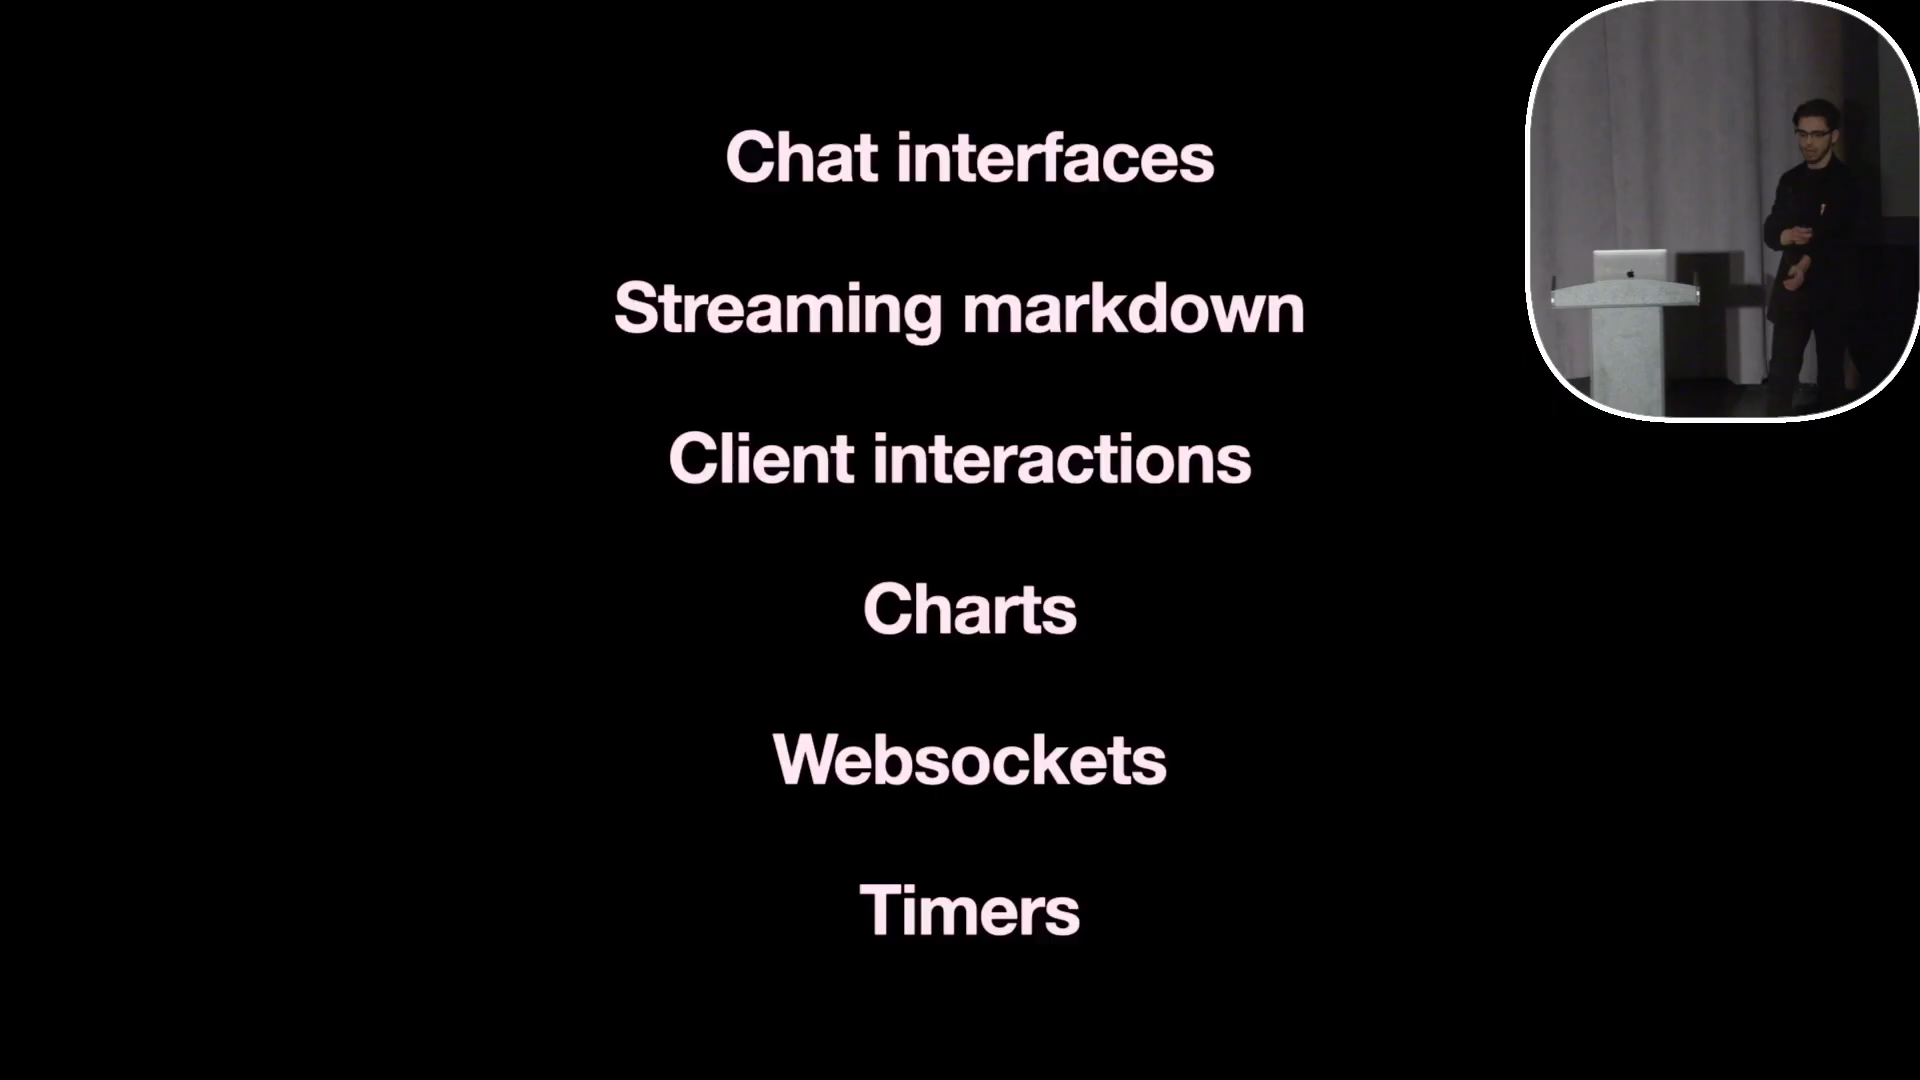 Chat interfaces
Streaming markdown
Client interactions
Charts
Websockets
Timers